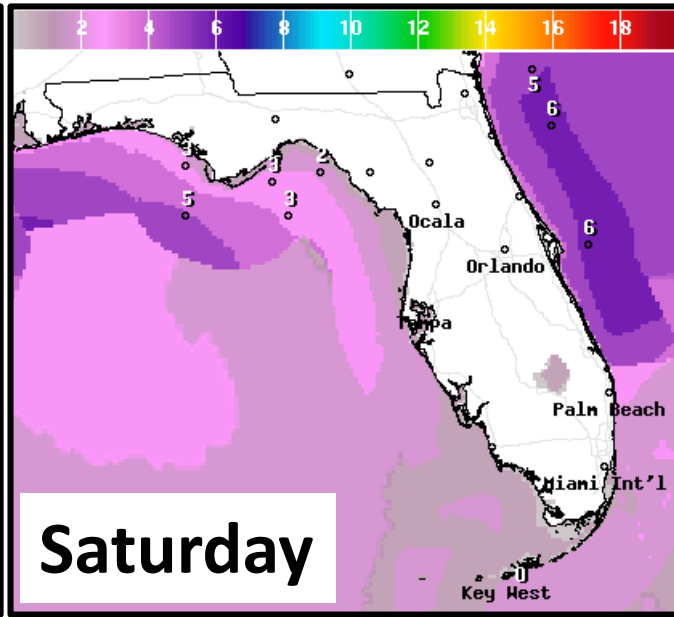 2 4 6 8 10 12 14 16 18
5
6
3
3 2
5 3
Ocala
6
Orlando
Tampa
Palm Beach
Miami Int'l
Saturday
0
Key West